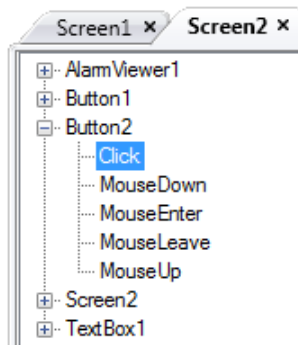 Screen1 × Screen2 ×
AlarmViewer1
Button1
Button2
Click
MouseDown
MouseEnter
MouseLeave
MouseUp
Screen2
TextBox1